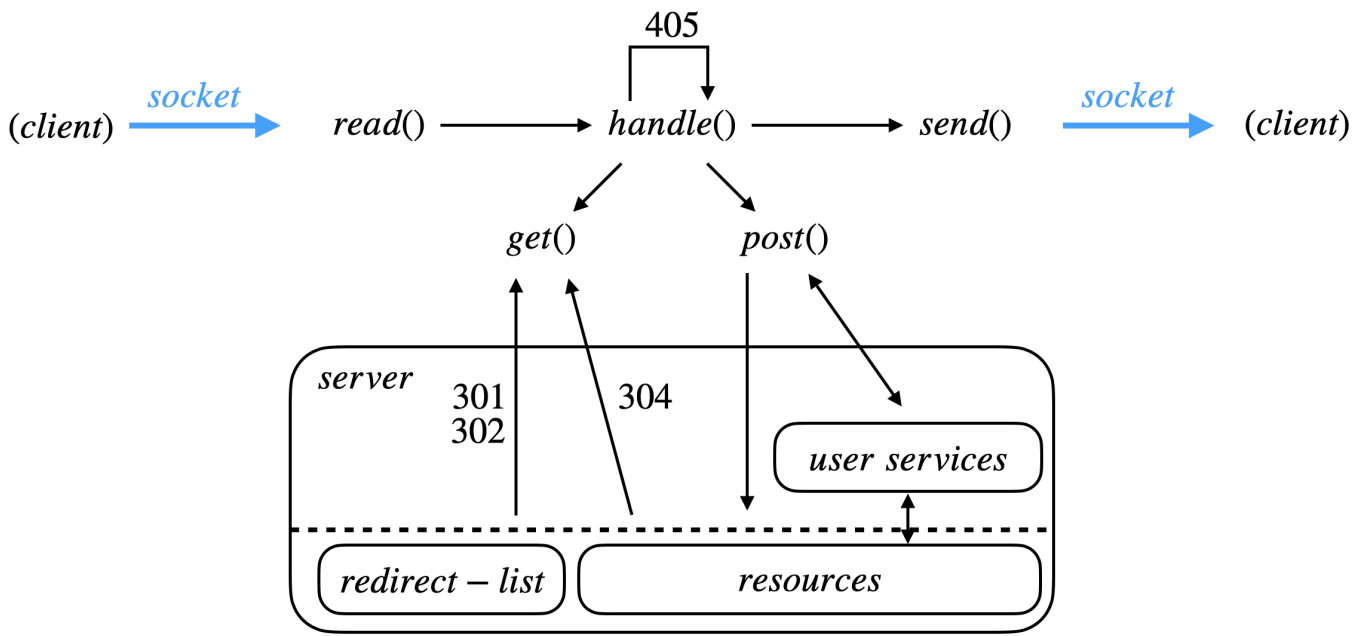 405
socket
socket
(client)
read()
handle()
send()
(client)
get()
post()
server
301
302
304
user services
redirect – list
resources